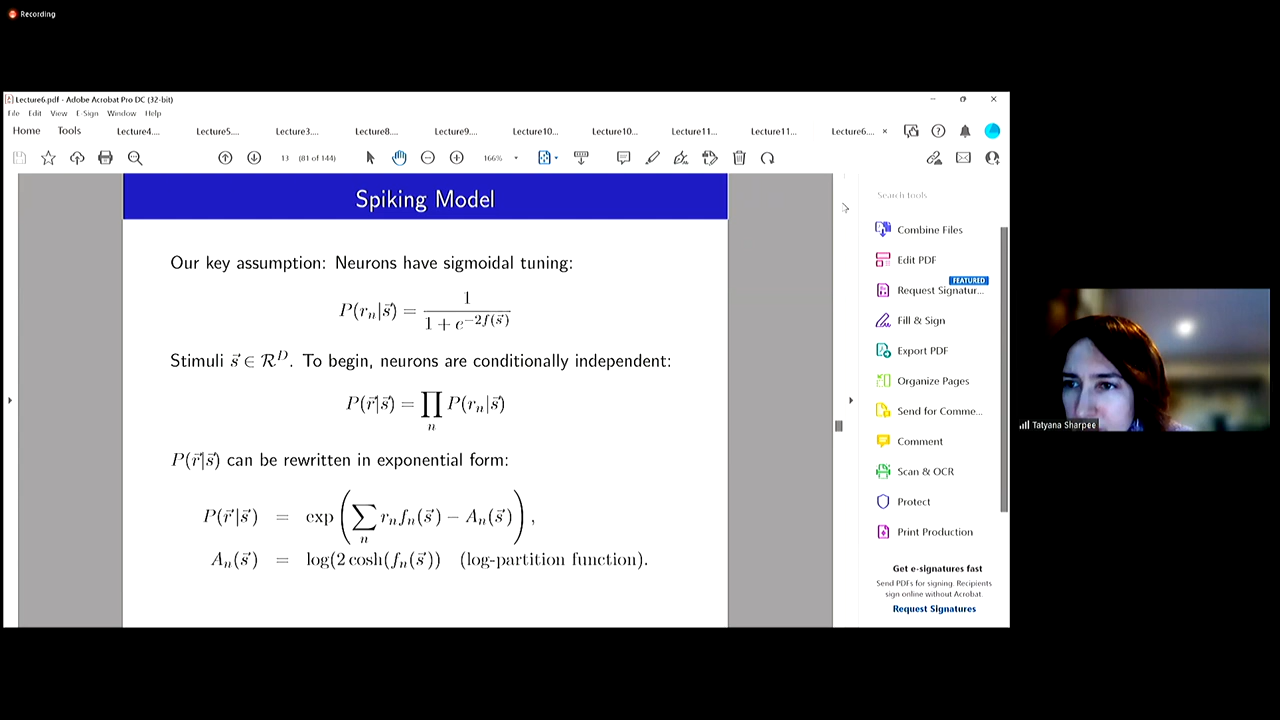 Recording
Lecture6.pdf - Adobe Acrobat Pro DC (32-bit)
File Edit View E-Sign Window Help
Home Tools Lecture4.... Lecture5.... Lecture3.... Lecture8.... Lecture9.... Lecture10... Lecture10... Lecture11... Lecture11... Lecture6.... ×
13 (81 of 144) 166%
Spiking Model
Our key assumption: Neurons have sigmoidal tuning:
P(r_n|\vec{s}) = \frac{1}{1 + e^{-2f(\vec{s})}}
Stimuli \vec{s} ∈ \mathcal{R}^D. To begin, neurons are conditionally independent:
P(\vec{r}|\vec{s}) = \prod_n P(r_n|\vec{s})
P(\vec{r}|\vec{s}) can be rewritten in exponential form:
P(\vec{r}|\vec{s}) = \exp\left(\sum_n r_n f_n(\vec{s}) - A_n(\vec{s})\right),
A_n(\vec{s}) = \log(2\cosh(f_n(\vec{s})) (log-partition function).
Search tools
Combine Files
Edit PDF
FEATURED
Request Signatur...
Fill & Sign
Export PDF
Organize Pages
Send for Comme...
Comment
Scan & OCR
Protect
Print Production
Get e-signatures fast
Send PDFs for signing. Recipients
sign online without Acrobat.
Request Signatures
Tatyana Sharpee